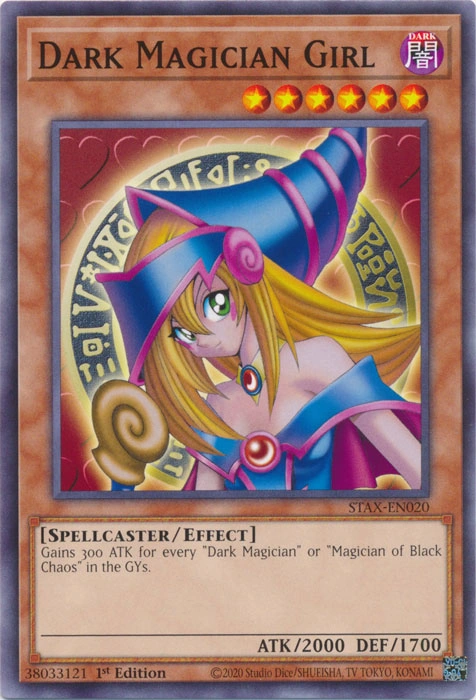 DARK MAGICIAN GIRL
DARK
闇
STAX-EN020
[SPELLCASTER/EFFECT]
Gains 300 ATK for every "Dark Magician" or "Magician of Black
Chaos" in the GYs.
ATK/2000 DEF/1700
38033121 1st Edition ©2020 Studio Dice/SHUEISHA, TV TOKYO, KONAMI